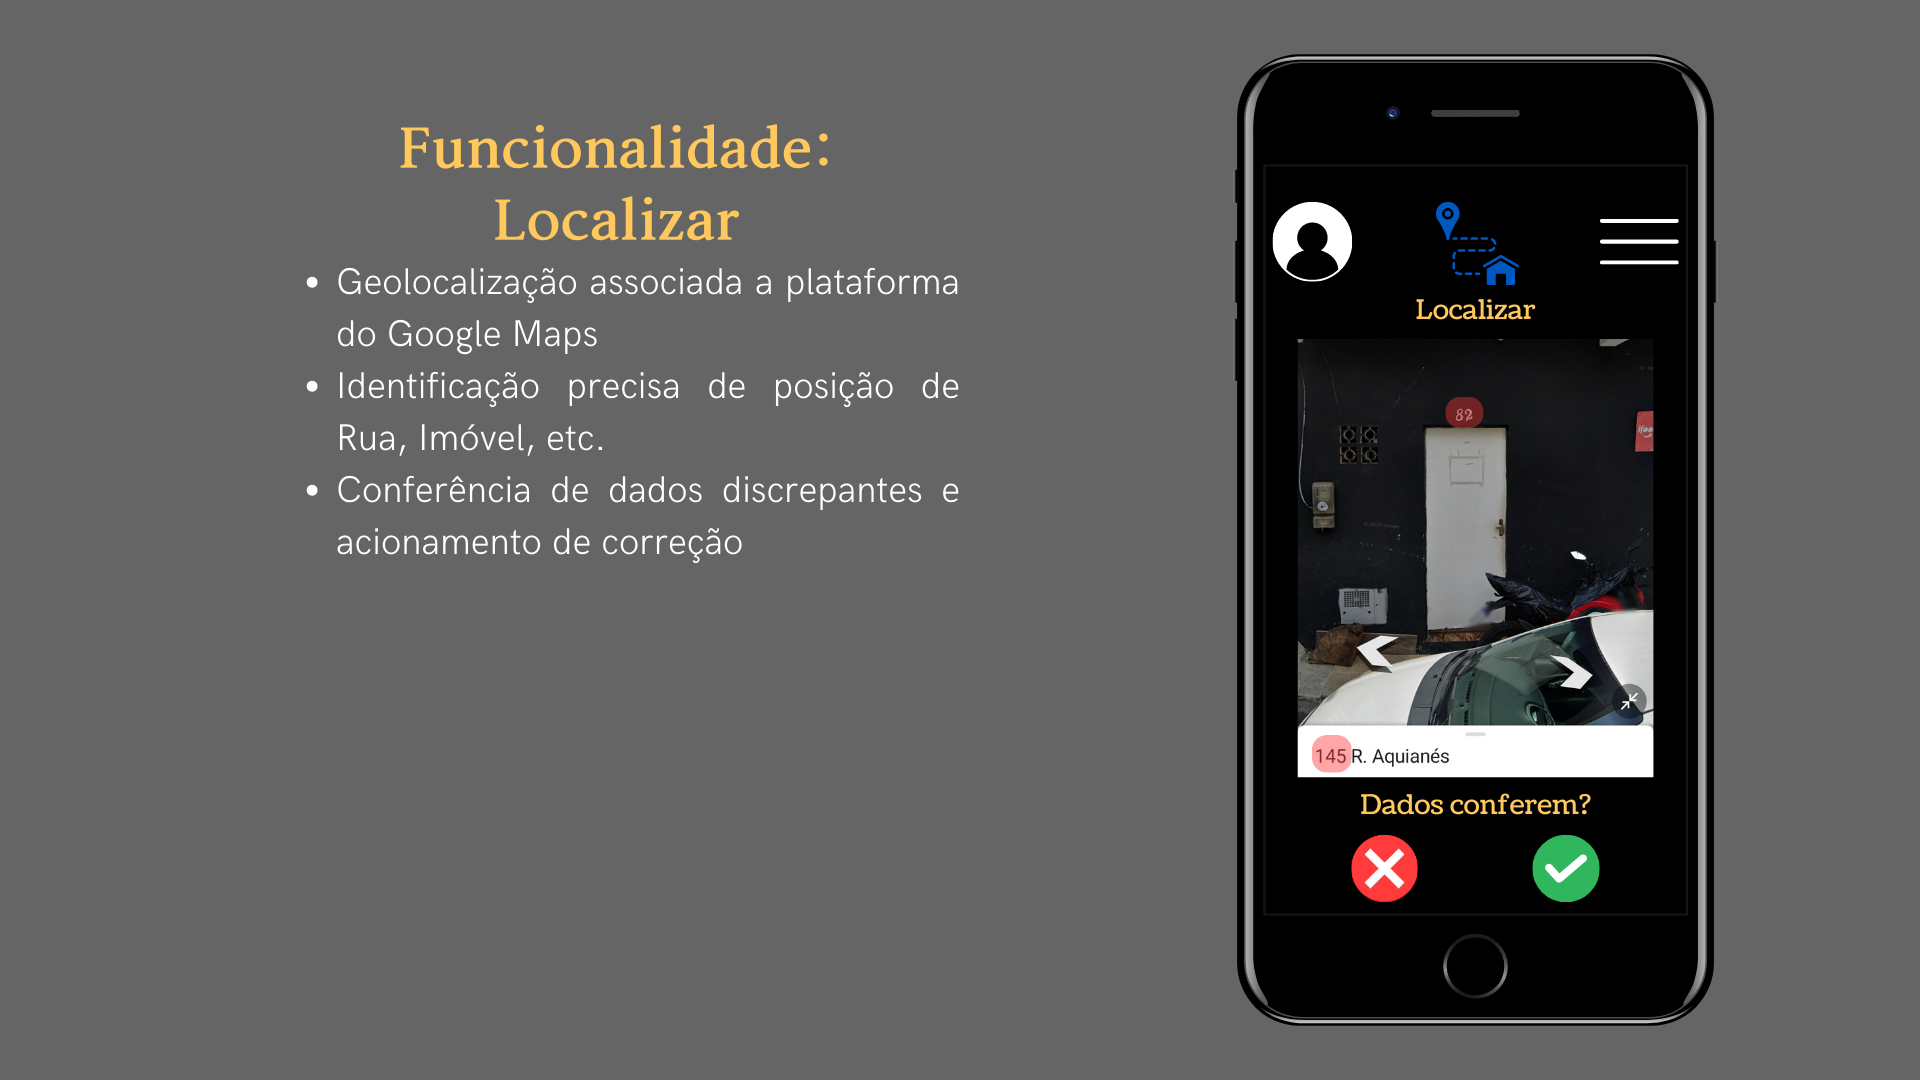 Funcionalidade:
Localizar
Geolocalização associada a plataforma
do Google Maps
Identificação precisa de posição de
Rua, Imóvel, etc.
Conferência de dados discrepantes e
acionamento de correção
Localizar
82
145 R. Aquianés
Dados conferem?